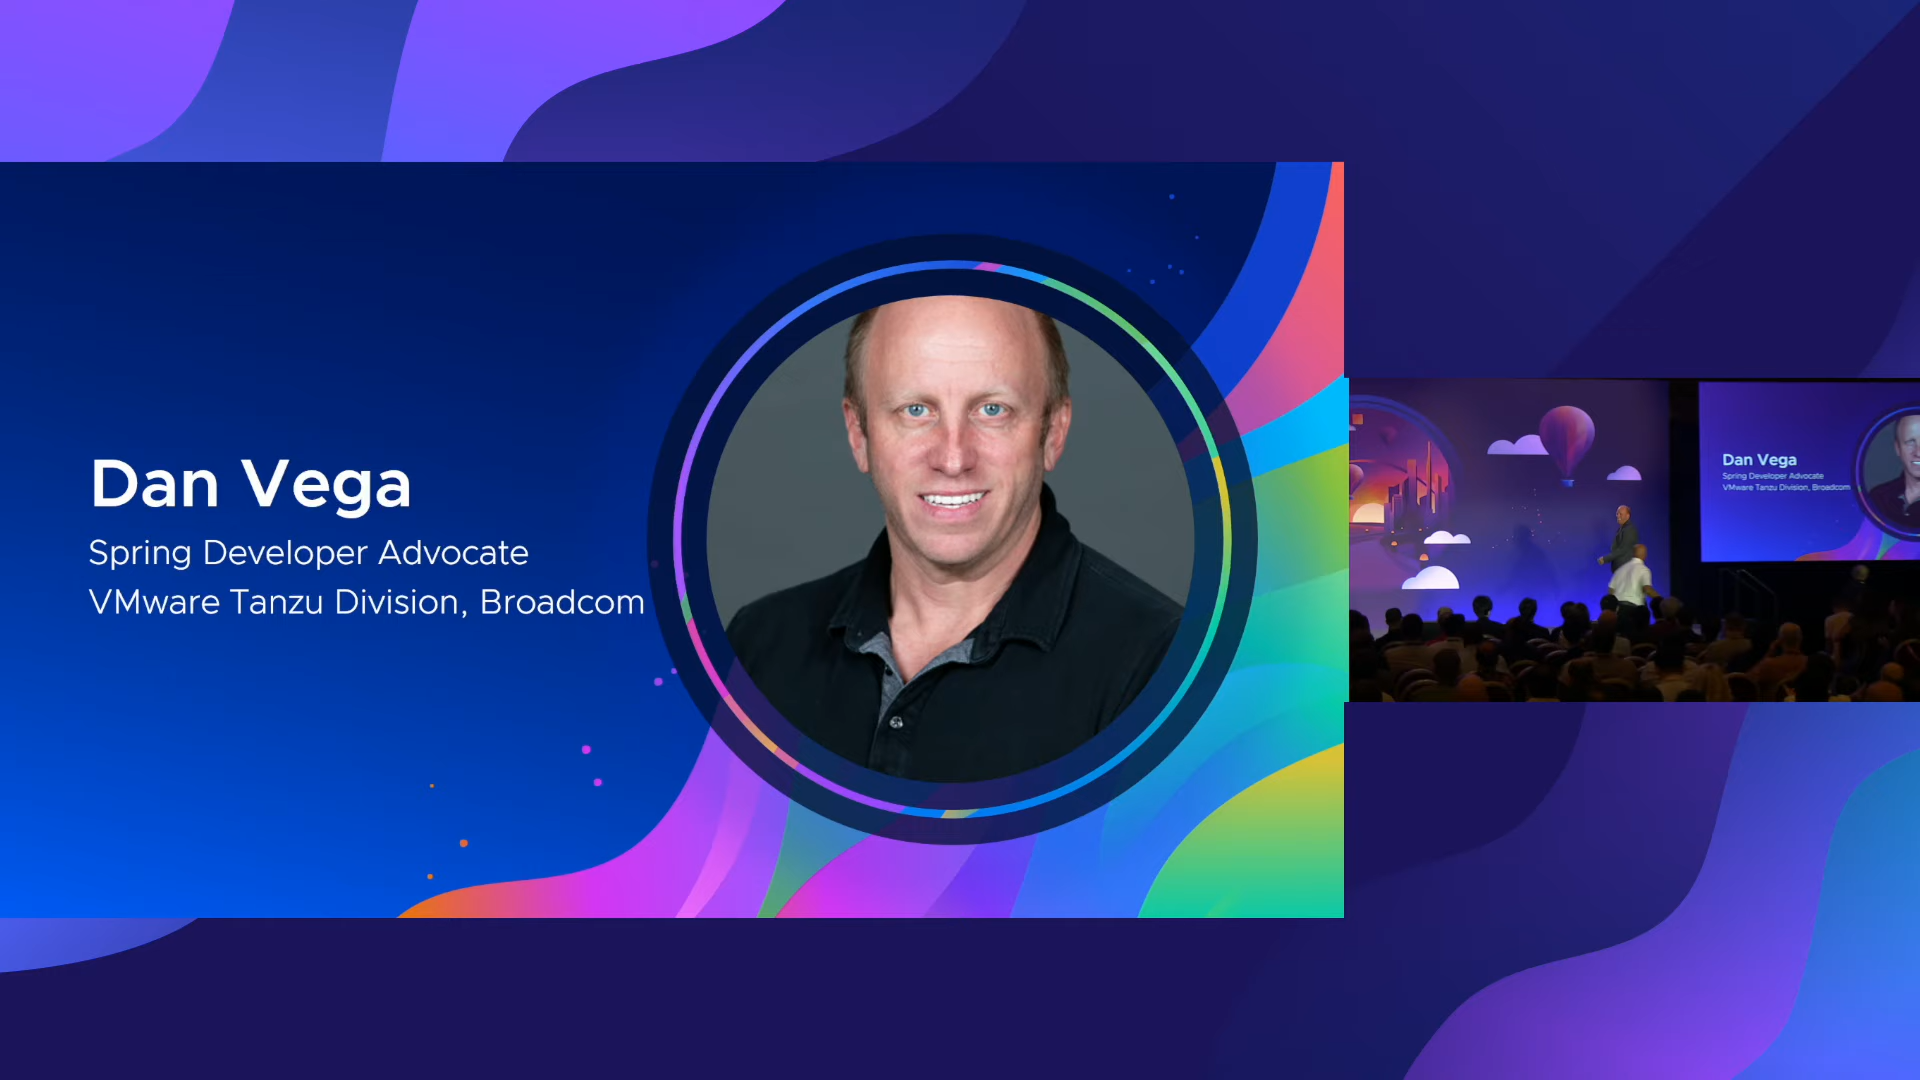 Dan Vega
Spring Developer Advocate
VMware Tanzu Division, Broadcom
Dan Vega
Spring Developer Advocate
VMware Tanzu Division, Broadcom